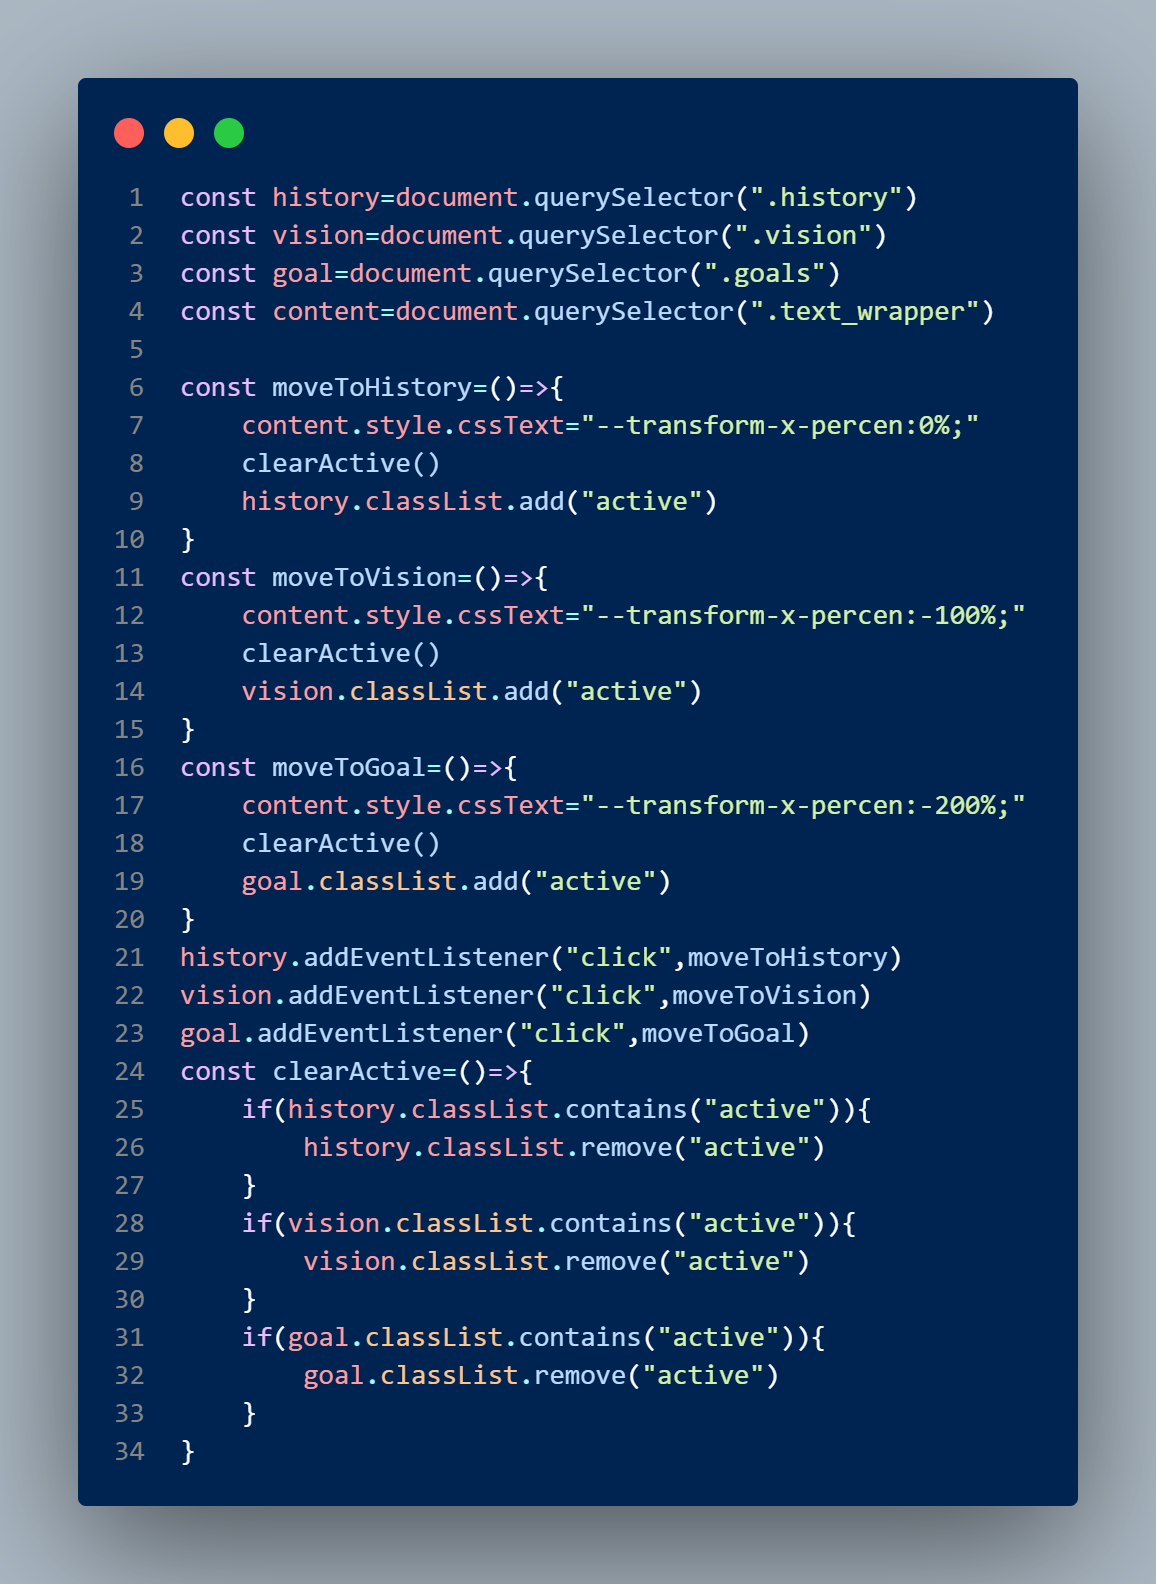 1 const history=document.querySelector(".history")
2 const vision=document.querySelector(".vision")
3 const goal=document.querySelector(".goals")
4 const content=document.querySelector(".text_wrapper")
5
6 const moveToHistory=()=>{
7     content.style.cssText="--transform-x-percen:0%;"
8     clearActive()
9     history.classList.add("active")
10 }
11 const moveToVision=()=>{
12     content.style.cssText="--transform-x-percen:-100%;"
13     clearActive()
14     vision.classList.add("active")
15 }
16 const moveToGoal=()=>{
17     content.style.cssText="--transform-x-percen:-200%;"
18     clearActive()
19     goal.classList.add("active")
20 }
21 history.addEventListener("click",moveToHistory)
22 vision.addEventListener("click",moveToVision)
23 goal.addEventListener("click",moveToGoal)
24 const clearActive=()=>{
25     if(history.classList.contains("active")){
26         history.classList.remove("active")
27     }
28     if(vision.classList.contains("active")){
29         vision.classList.remove("active")
30     }
31     if(goal.classList.contains("active")){
32         goal.classList.remove("active")
33     }
34 }